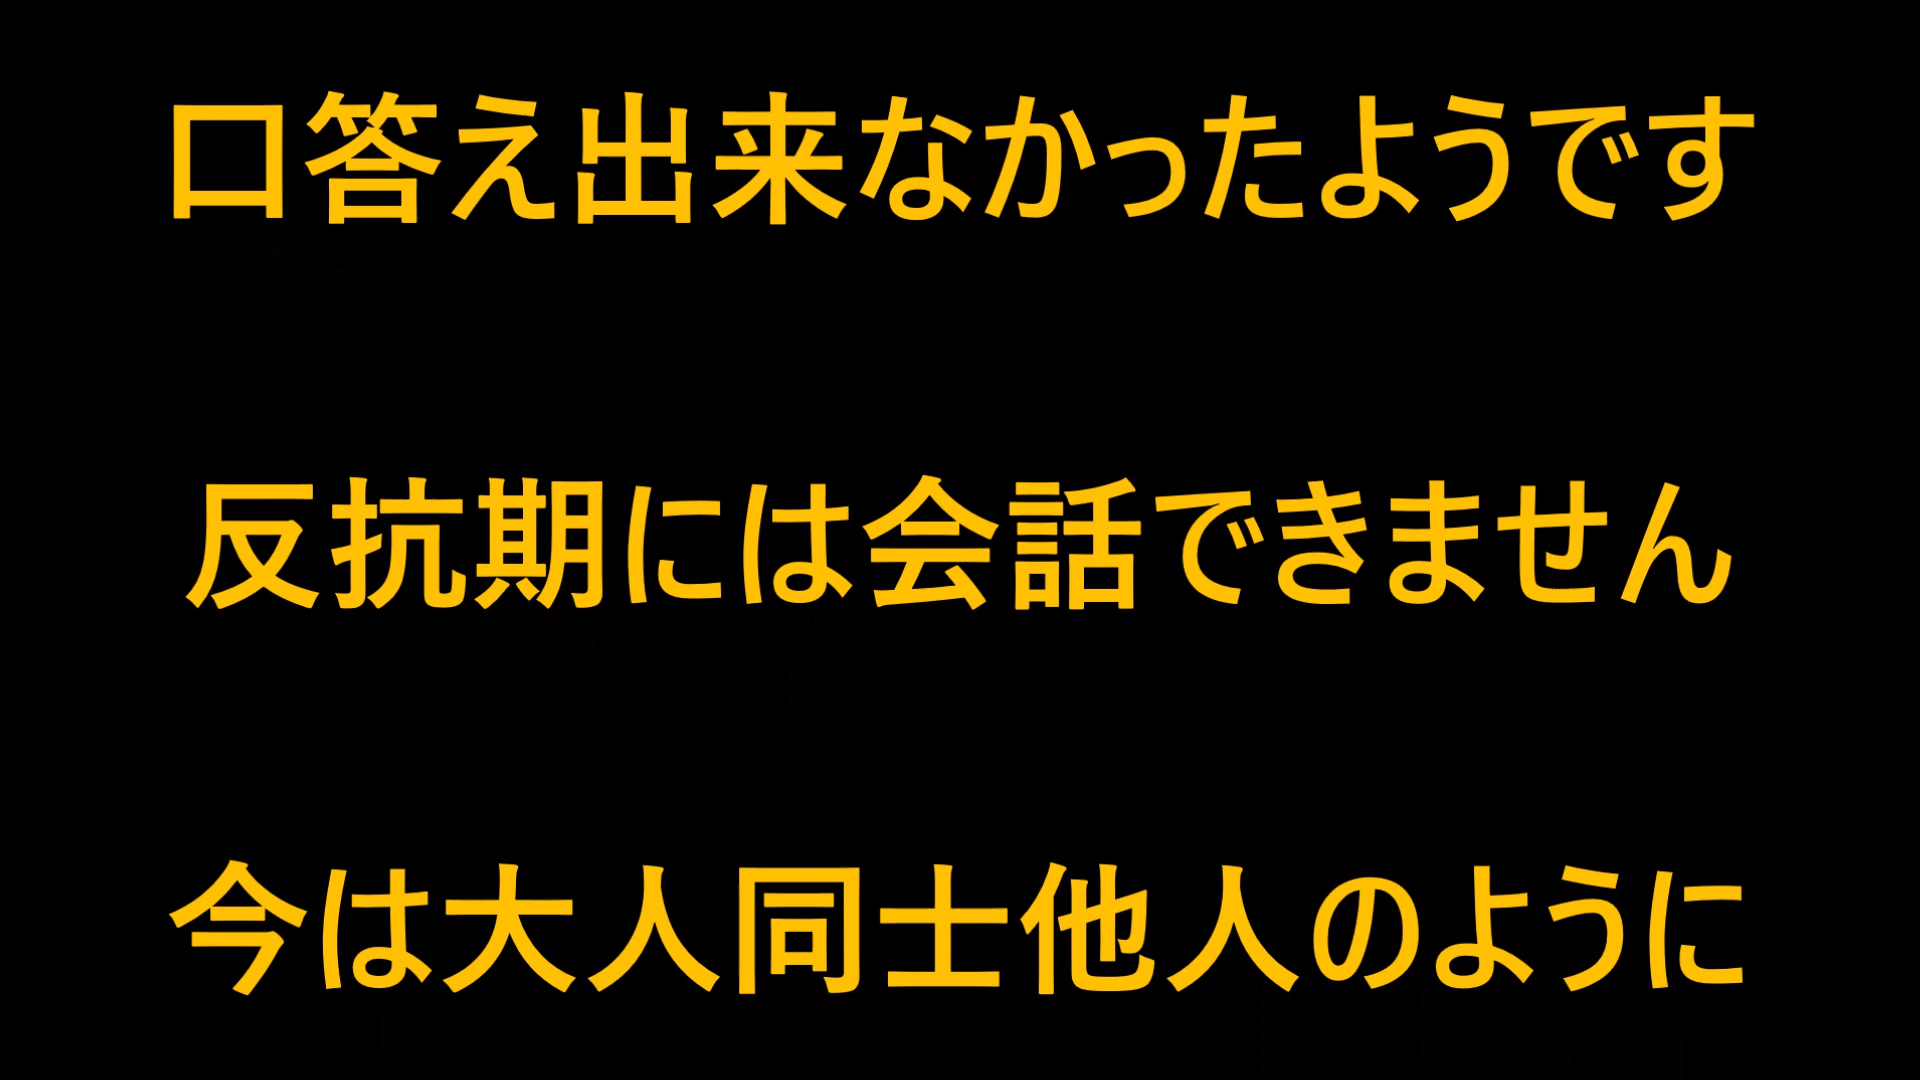 口答え出来なかったようです
反抗期には会話できません
今は大人同士他人のように